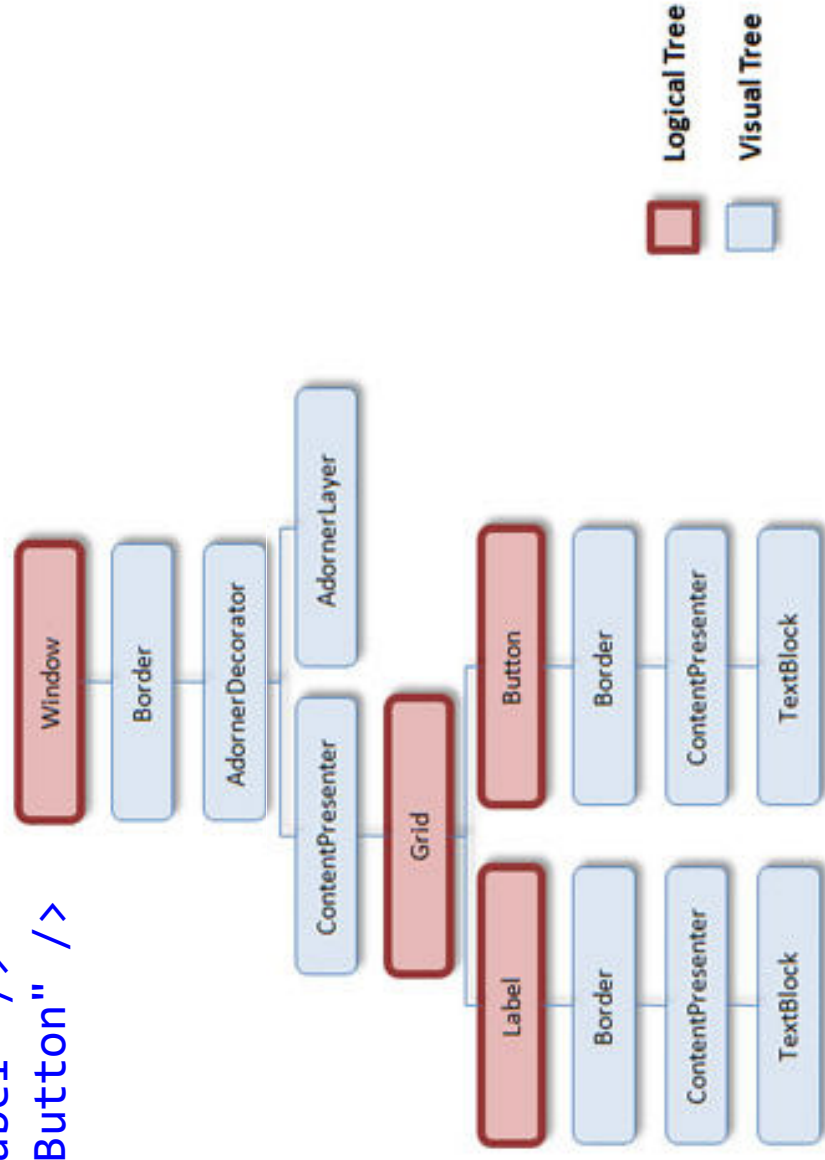 Button" />
Window
Border
AdornerDecorator
ContentPresenter
AdornerLayer
Grid
Label
Button
Border
Border
ContentPresenter
ContentPresenter
TextBlock
TextBlock
Logical Tree
Visual Tree